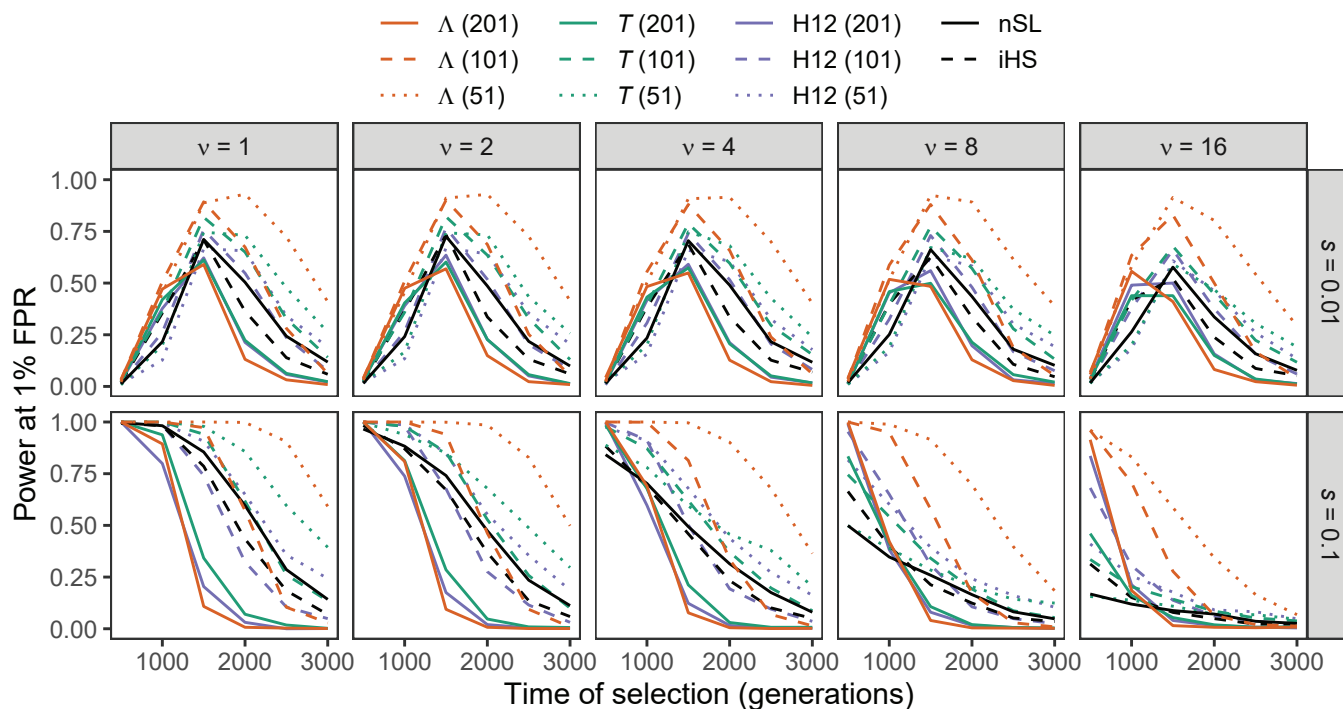 Λ (201) T (201) H12 (201) nSL
Λ (101) T (101) H12 (101) iHS
Λ (51) T (51) H12 (51)
ν = 1 ν = 2 ν = 4 ν = 8 ν = 16
Power at 1% FPR
1.00
0.75
0.50
0.25
0.00
s = 0.01
1.00
0.75
0.50
0.25
0.00
s = 0.1
1000 2000 3000 1000 2000 3000 1000 2000 3000 1000 2000 3000 1000 2000 3000
Time of selection (generations)